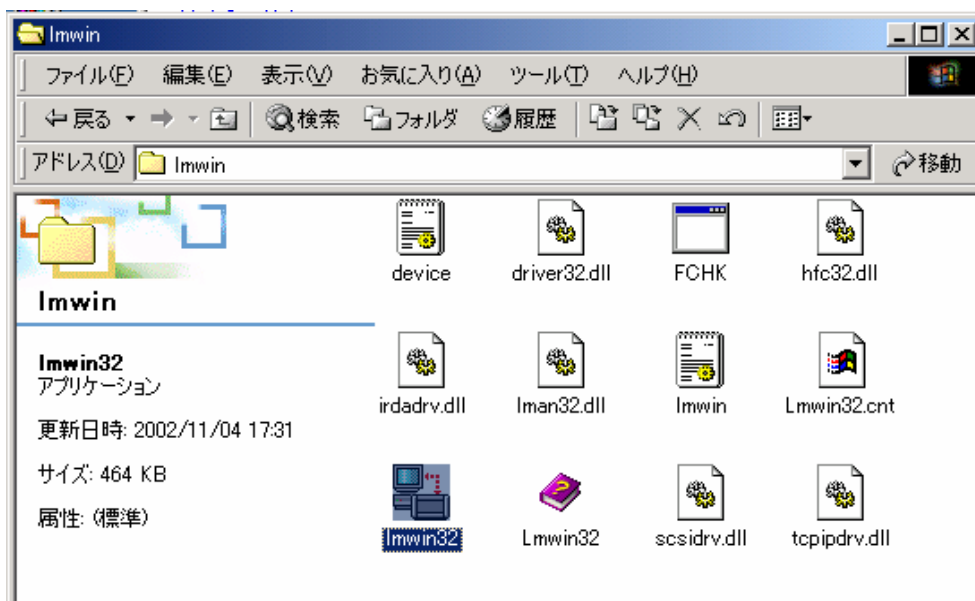 lmwin
ファイル(F) 編集(E) 表示(V) お気に入り(A) ツール(T) ヘルプ(H)
戻る 検索 フォルダ 履歴
アドレス(D) lmwin 移動
lmwin
lmwin32
アプリケーション
更新日時: 2002/11/04 17:31
サイズ: 464 KB
属性: (標準)
device driver32.dll FCHK hfc32.dll
irdadrv.dll lman32.dll lmwin Lmwin32.cnt
lmwin32 Lmwin32 scsidrv.dll tcpipdrv.dll